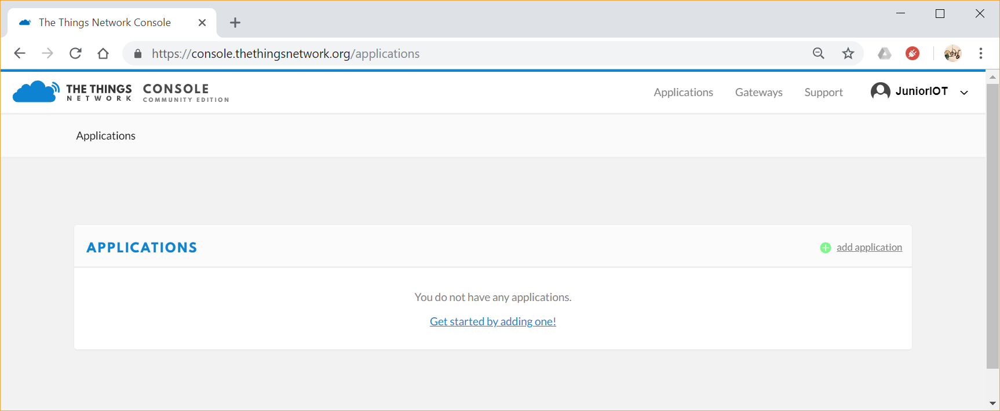 The Things Network Console
https://console.thethingsnetwork.org/applications
THE THINGS NETWORK
CONSOLE COMMUNITY EDITION
Applications Gateways Support JuniorIOT
Applications
APPLICATIONS
add application
You do not have any applications.
Get started by adding one!